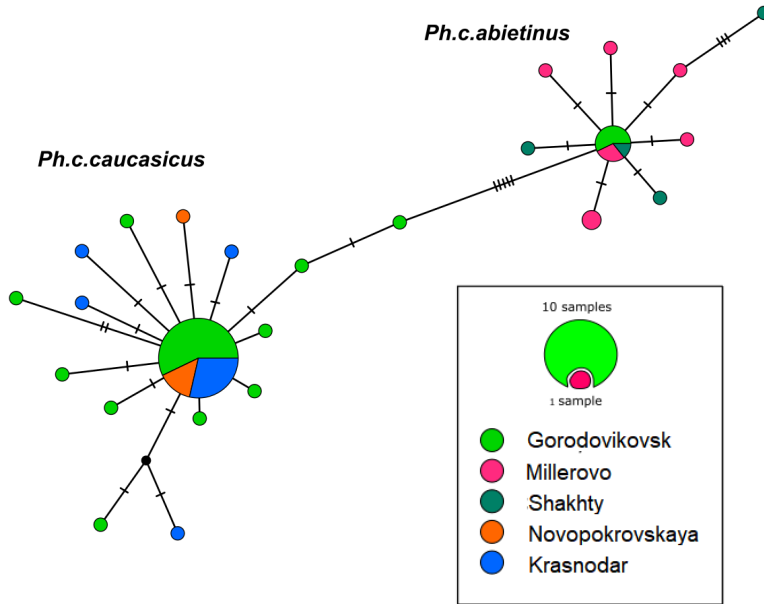 Ph.c.abietinus
Ph.c.caucasicus
10 samples
1 sample
Gorodovikovsk
Millerovo
Shakhty
Novopokrovskaya
Krasnodar